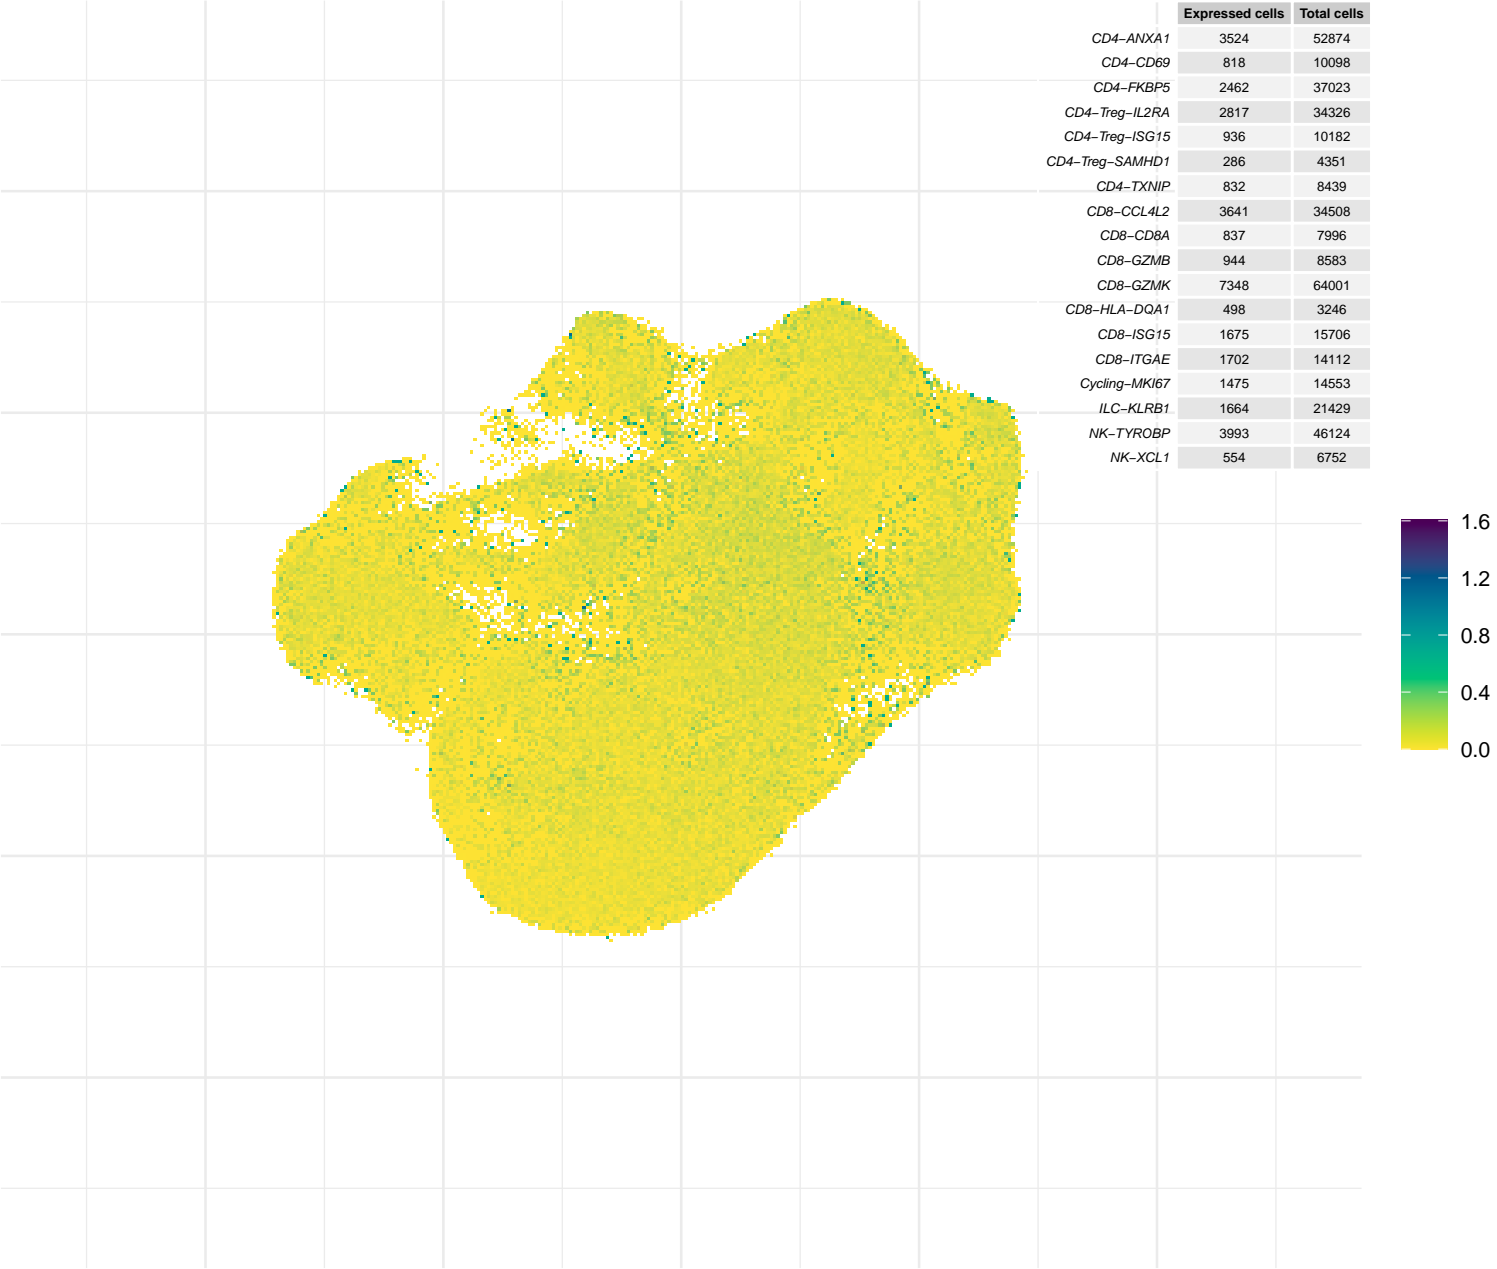 Expressed cells Total cells
CD4−ANXA1 3524 52874
CD4−CD69 818 10098
CD4−FKBP5 2462 37023
CD4−Treg−IL2RA 2817 34326
CD4−Treg−ISG15 936 10182
CD4−Treg−SAMHD1 286 4351
CD4−TXNIP 832 8439
CD8−CCL4L2 3641 34508
CD8−CD8A 837 7996
CD8−GZMB 944 8583
CD8−GZMK 7348 64001
CD8−HLA−DQA1 498 3246
CD8−ISG15 1675 15706
CD8−ITGAE 1702 14112
Cycling−MKI67 1475 14553
ILC−KLRB1 1664 21429
NK−TYROBP 3993 46124
NK−XCL1 554 6752
1.6
1.2
0.8
0.4
0.0